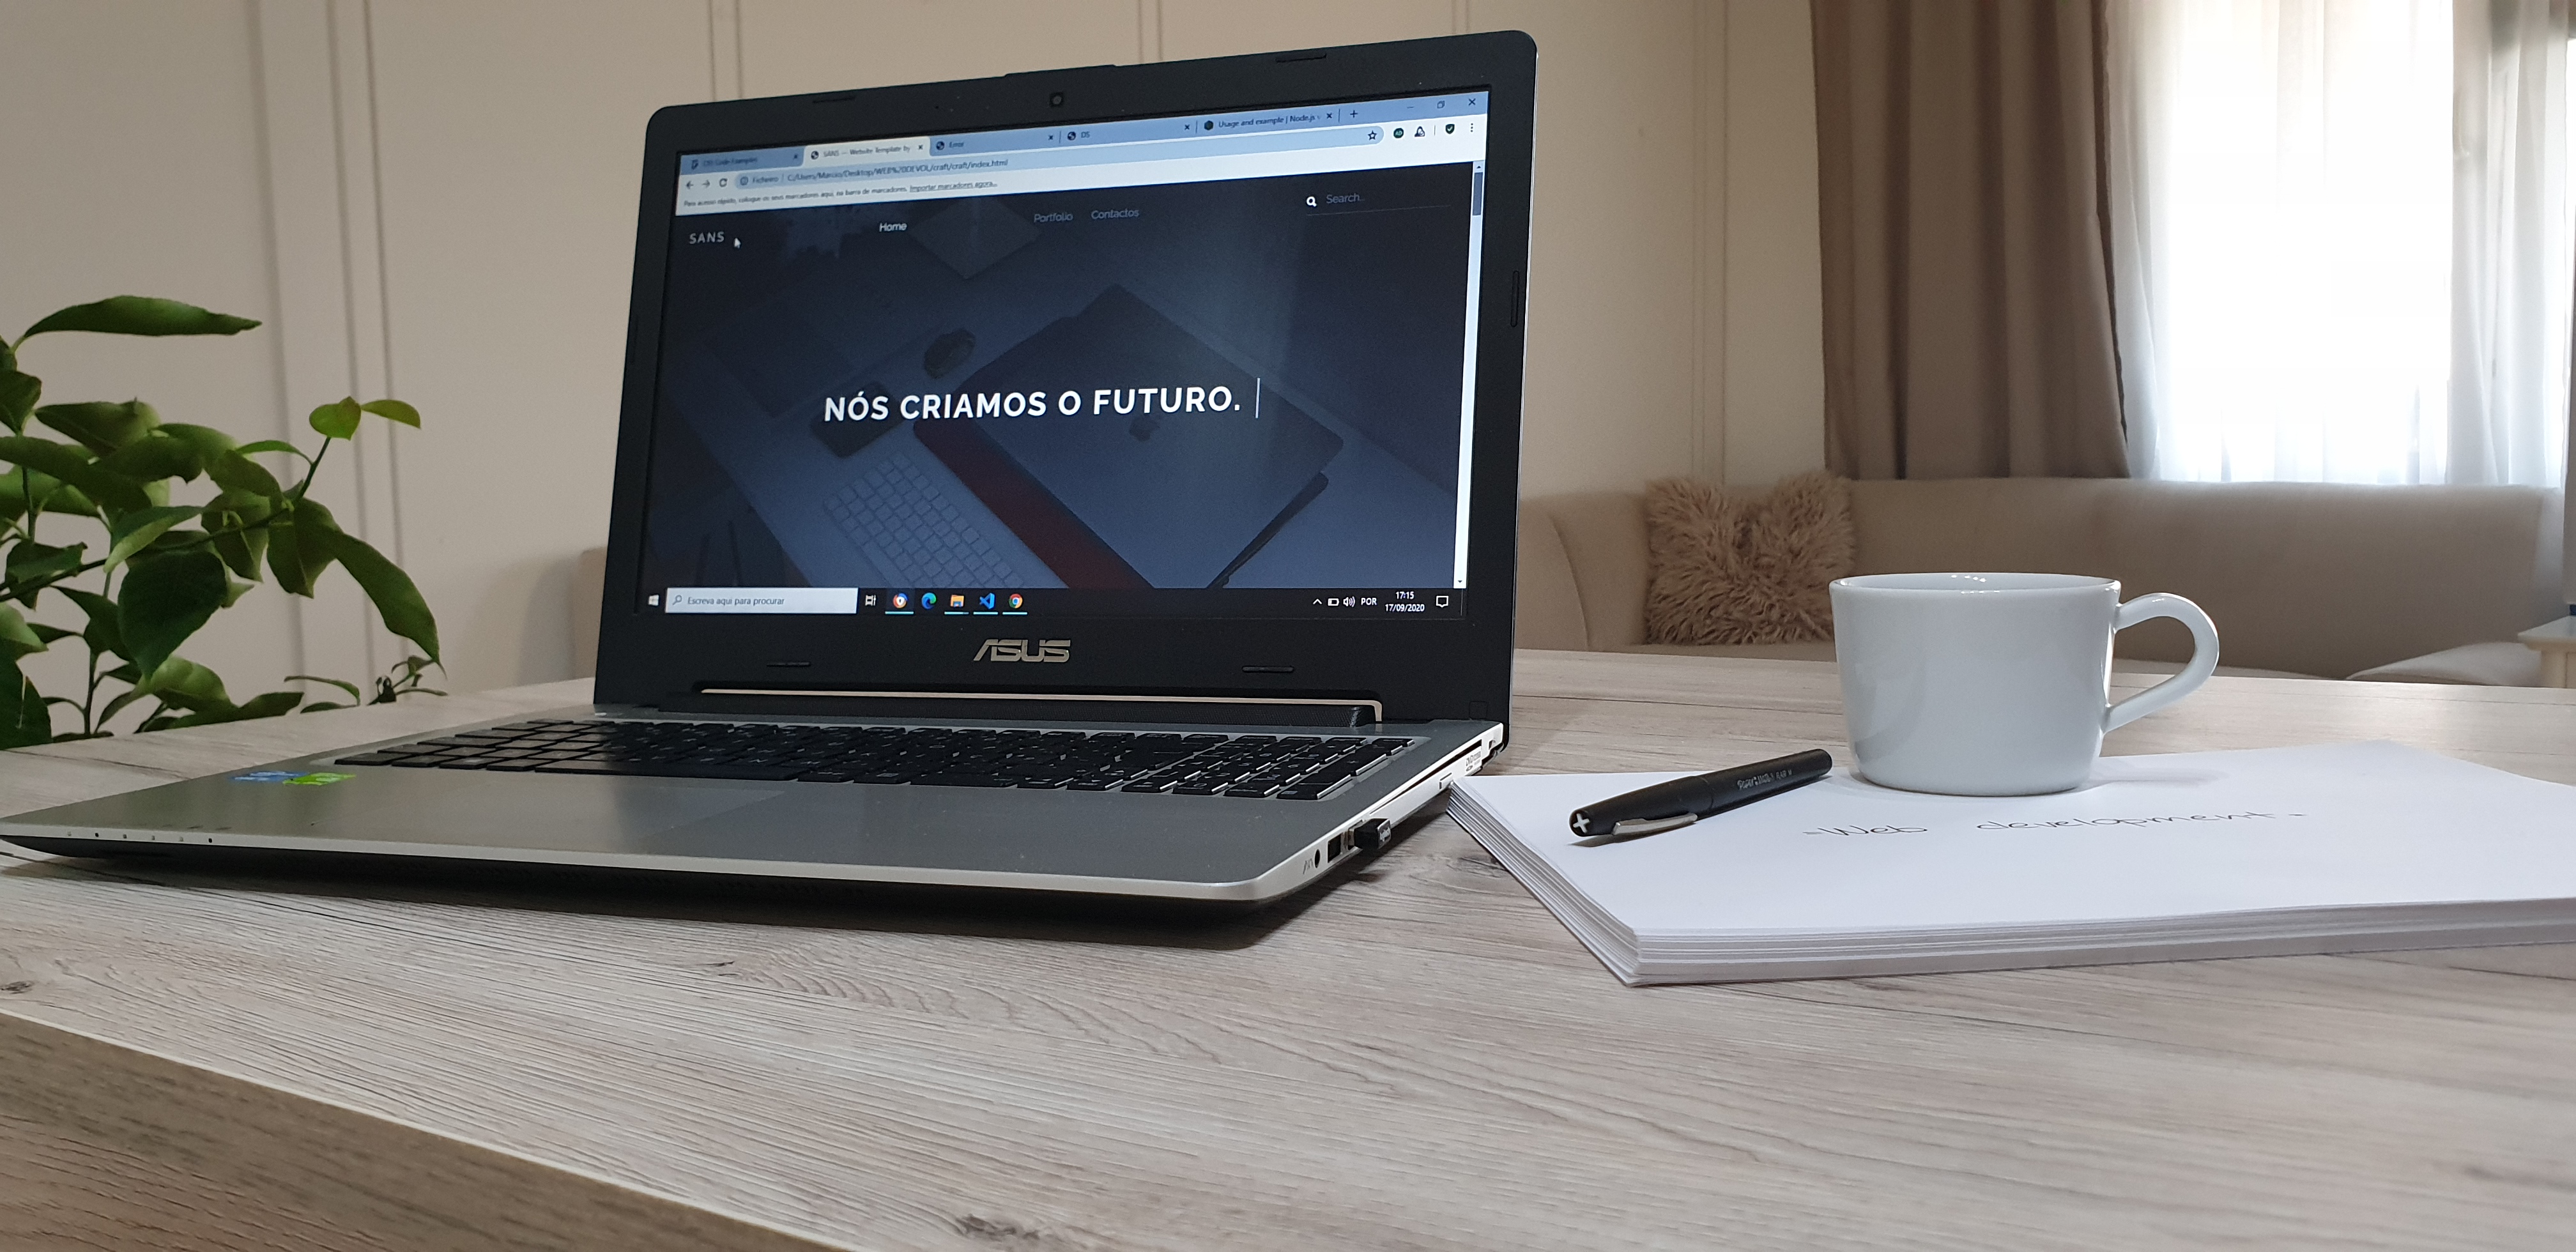 CSS Code Examples
SANS — Website Template by
Error
DS
Usage and example | Node.js
Ficheiro
C:/Users/Marcio/Desktop/WEB%20DEVOL/craft/craft/index.html
Para acesso rápido, coloque os seus marcadores aqui, na barra de marcadores. Importar marcadores agora...
SANS
Home
Portfolio
Contactos
Search..
NÓS CRIAMOS O FUTURO.
Escreva aqui para procurar
POR
17:15
17/09/2020
ASUS
-Web development.-